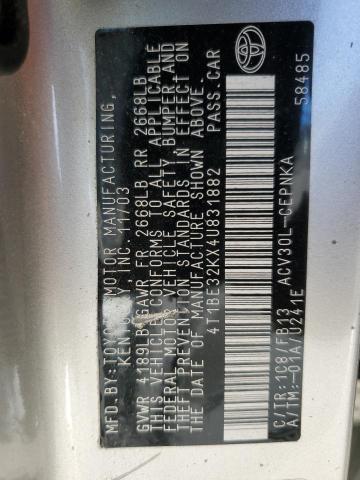 MFD.BY:TOYOTA MOTOR MANUFACTURING,
KENTUCKY, INC. 11/03
GVWR 4189LB GAWR FR 2668LB RR 2668LB
THIS VEHICLE CONFORMS TO ALL APPLICABLE
FEDERAL MOTOR VEHICLE SAFETY BUMPER,AND
THEFT PREVENTION STANDARDS IN EFFECT ON
THE DATE OF MANUFACTURE SHOWN ABOVE.
4T1BE32KX4U831882 PASS.CAR
C/TR:1C8/FB13 ACV30L-CEPNKA
A/TM:-01A/U241E 58485